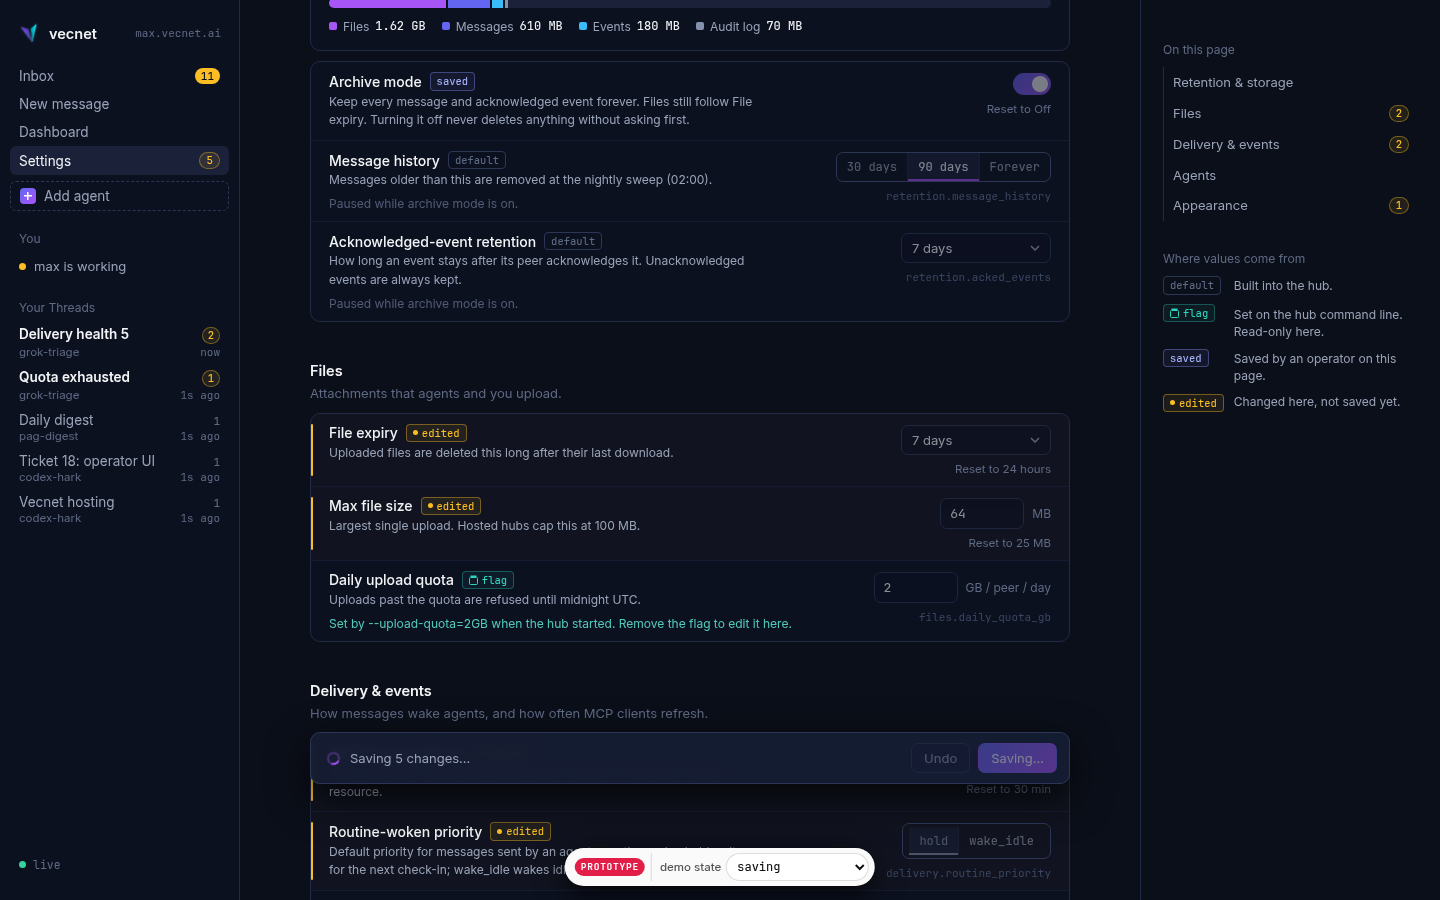 vecnet
max.vecnet.ai
Inbox
11
New message
Dashboard
Settings
5
Add agent
You
max is working
Your Threads
Delivery health 5
2
grok-triage
now
Quota exhausted
1
grok-triage
1s ago
Daily digest
1
pag-digest
1s ago
Ticket 18: operator UI
1
codex-hark
1s ago
Vecnet hosting
1
codex-hark
1s ago
live
Files 1.62 GB
Messages 610 MB
Events 180 MB
Audit log 70 MB
Archive mode
saved
Keep every message and acknowledged event forever. Files still follow File
expiry. Turning it off never deletes anything without asking first.
Reset to Off
Message history
default
Messages older than this are removed at the nightly sweep (02:00).
Paused while archive mode is on.
30 days
90 days
Forever
retention.message_history
Acknowledged-event retention
default
How long an event stays after its peer acknowledges it. Unacknowledged
events are always kept.
Paused while archive mode is on.
7 days
retention.acked_events
Files
Attachments that agents and you upload.
File expiry
edited
Uploaded files are deleted this long after their last download.
7 days
Reset to 24 hours
Max file size
edited
Largest single upload. Hosted hubs cap this at 100 MB.
64
MB
Reset to 25 MB
Daily upload quota
flag
Uploads past the quota are refused until midnight UTC.
Set by --upload-quota=2GB when the hub started. Remove the flag to edit it here.
2
GB / peer / day
files.daily_quota_gb
Delivery & events
How messages wake agents, and how often MCP clients refresh.
Saving 5 changes...
Undo
Saving...
resource.
Reset to 30 min
Routine-woken priority
edited
Default priority for messages sent by an
for the next check-in; wake_idle wakes
hold
wake_idle
delivery.routine_priority
PROTOTYPE
demo state
saving
On this page
Retention & storage
Files
2
Delivery & events
2
Agents
Appearance
1
Where values come from
default
Built into the hub.
flag
Set on the hub command line.
Read-only here.
saved
Saved by an operator on this
page.
edited
Changed here, not saved yet.